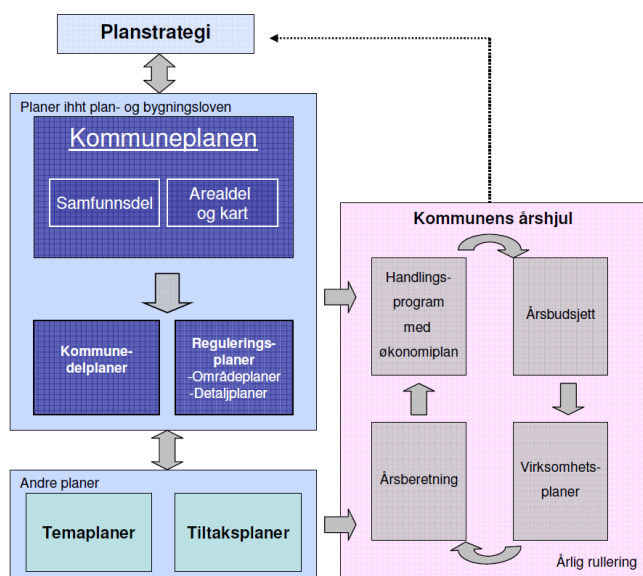 Planstrategi
Planer ihht plan- og bygningsloven
Kommuneplanen
Samfunnsdel
Arealdel
og kart
Kommune-
delplaner
Regulerings-
planer
-Områdeplaner
-Detaljplaner
Andre planer
Temaplaner
Tiltaksplaner
Kommunens årshjul
Handlings-
program
med
økonomiplan
Årsbudsjett
Årsberetning
Virksomhets-
planer
Årlig rullering